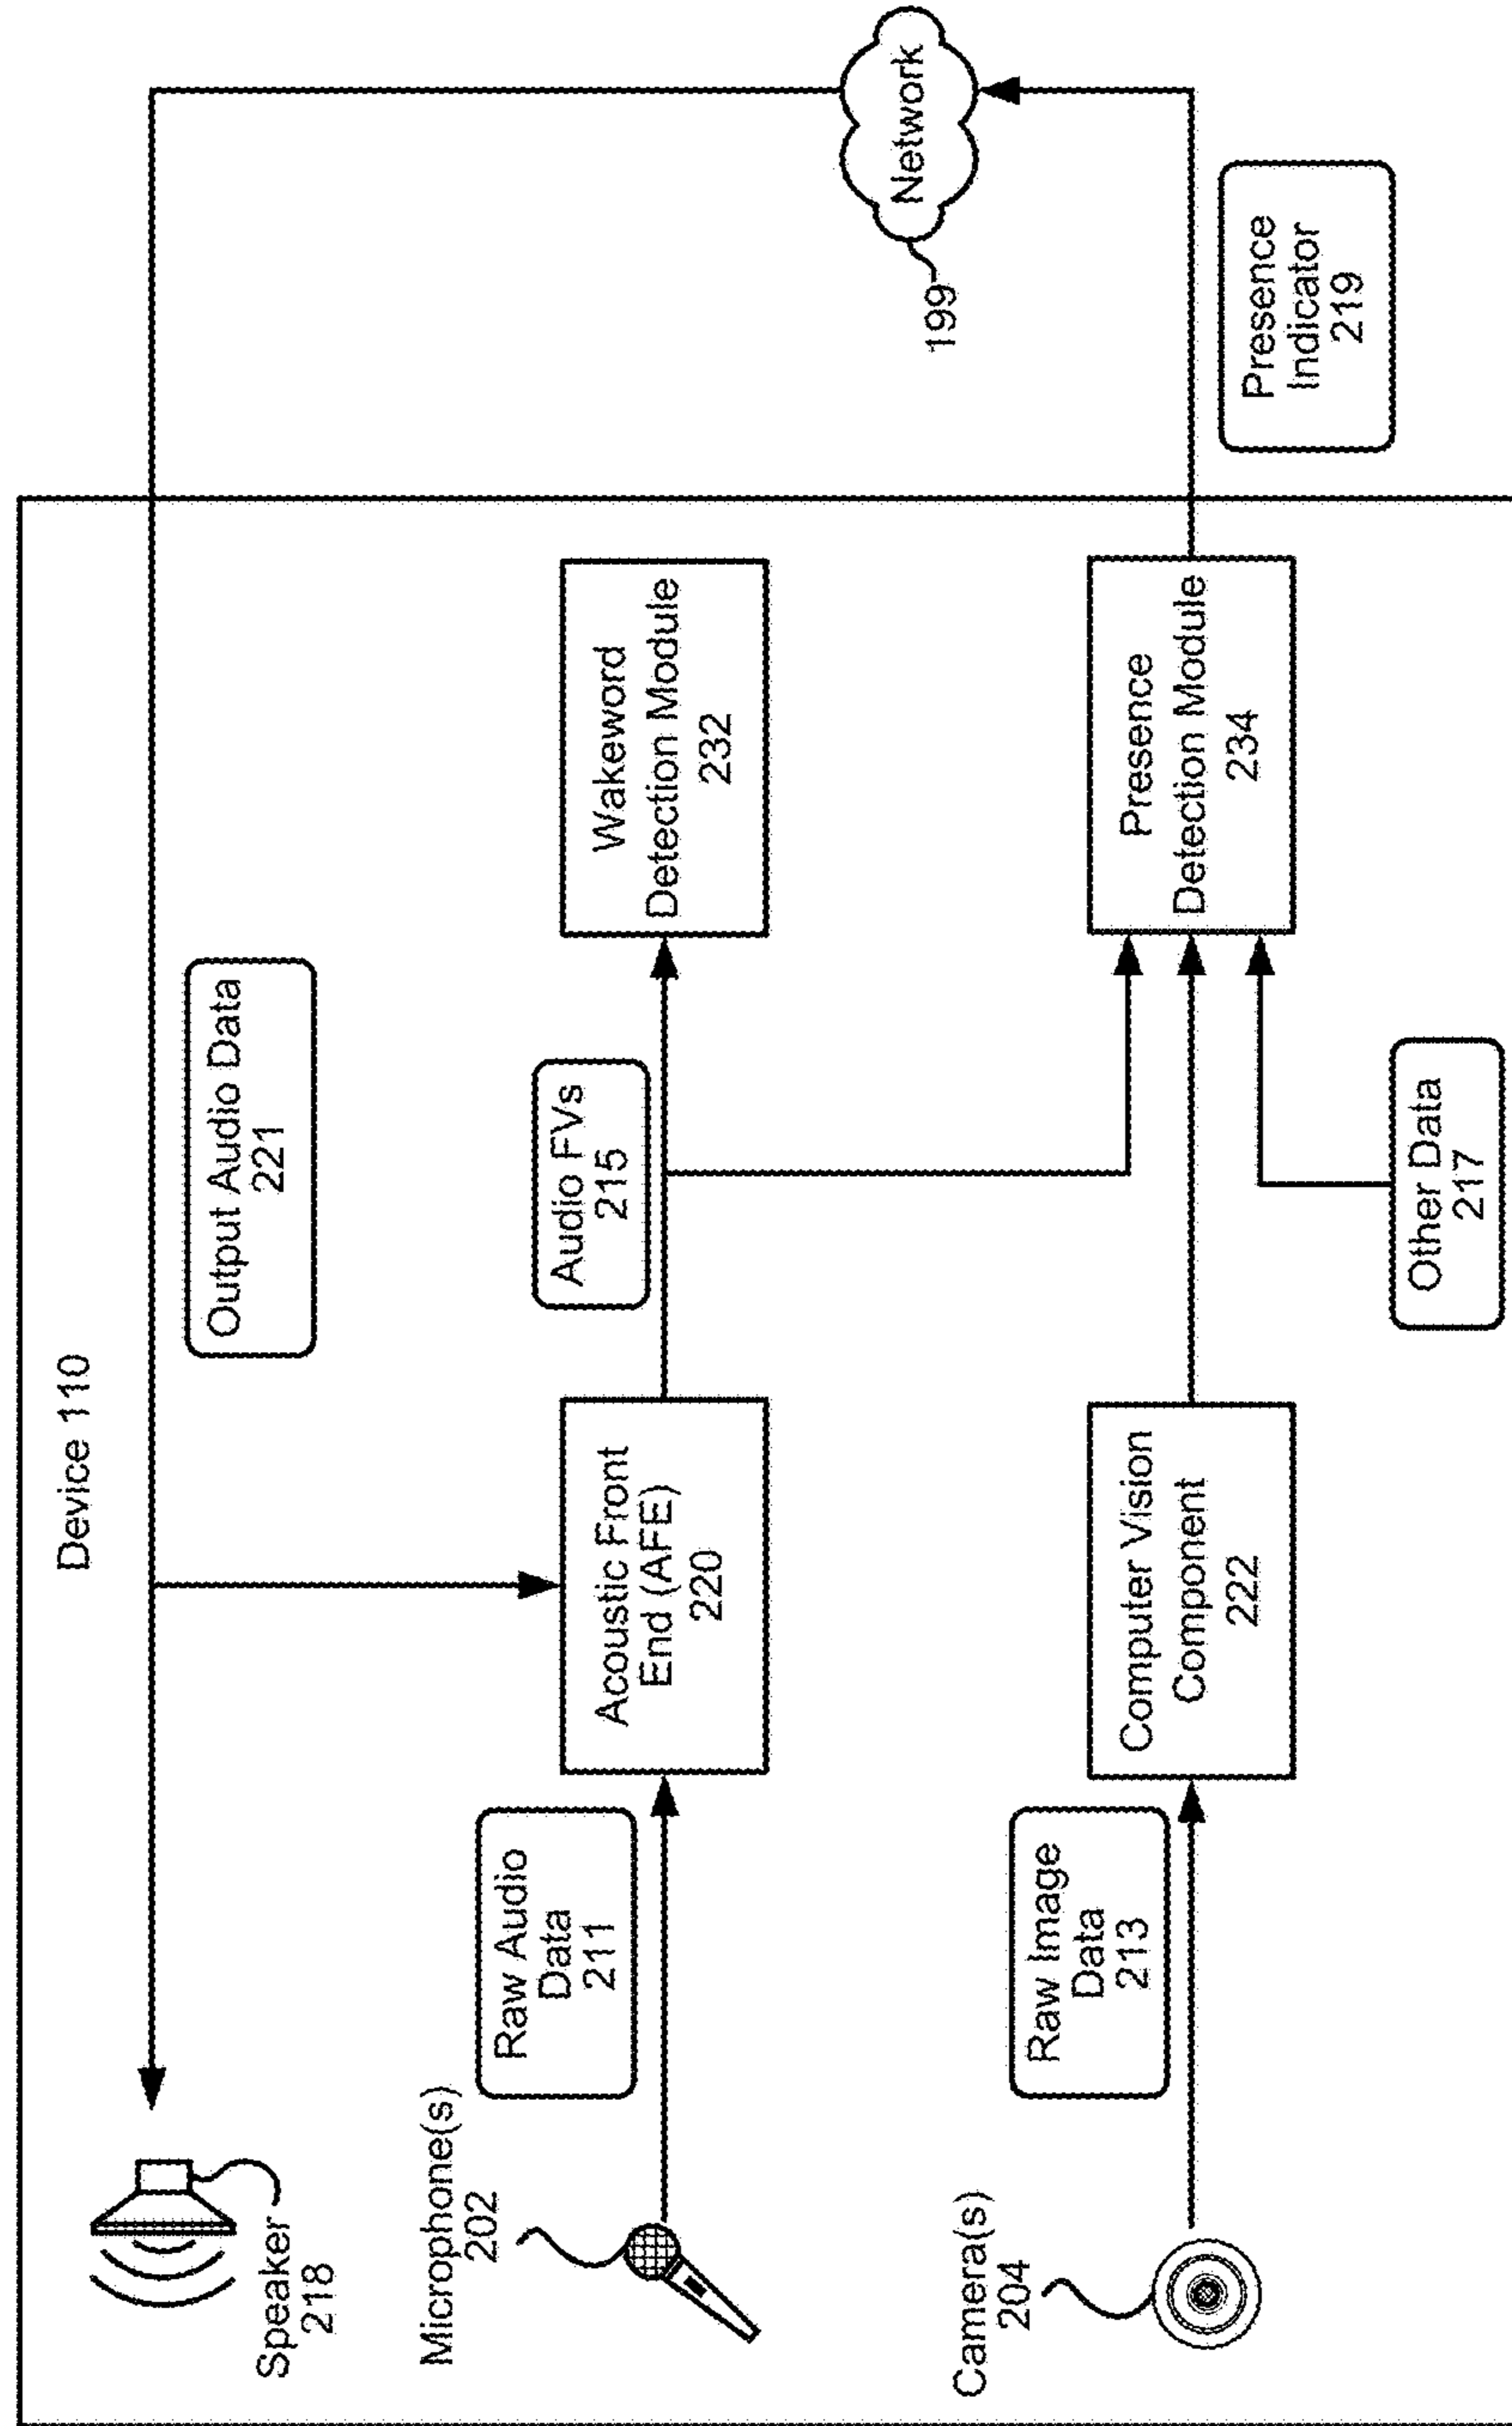 Device 110
Speaker
218
Output Audio Data
221
Microphone(s)
202
Raw Audio
Data
211
Acoustic Front
End (AFE)
220
Audio FVs
215
Wakeword
Detection Module
232
Network
199
Camera(s)
204
Raw Image
Data
213
Computer Vision
Component
222
Other Data
217
Presence
Detection Module
234
Presence
Indicator
219